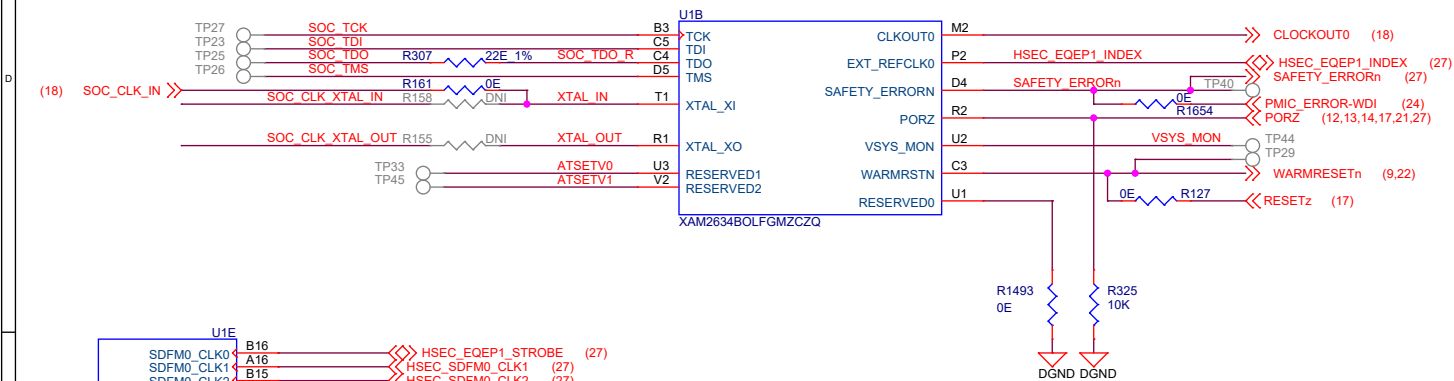 U1B
TP27 SOC_TCK B3 TCK CLKOUT0 M2 CLOCKOUT0 (18)
TP23 SOC_TDI C5 TDI
TP25 SOC_TDO R307 22E_1% SOC_TDO_R C4 TDO EXT_REFCLK0 P2 HSEC_EQEP1_INDEX HSEC_EQEP1_INDEX (27)
TP26 SOC_TMS D5 TMS SAFETY_ERRORn (27)
(18) SOC_CLK_IN R161 0E SAFETY_ERRORN D4 SAFETY_ERRORn TP40
SOC_CLK_XTAL_IN R158 DNI XTAL_IN T1 XTAL_XI 0E R1654 PMIC_ERROR-WDI (24)
PORZ R2 PORZ (12,13,14,17,21,27)
SOC_CLK_XTAL_OUT R155 DNI XTAL_OUT R1 XTAL_XO VSYS_MON U2 VSYS_MON TP44
TP29
TP33 ATSETV0 U3 RESERVED1 WARMRSTN C3 WARMRESETn (9,22)
TP45 ATSETV1 V2 RESERVED2
RESERVED0 U1 0E R127 RESETz (17)
XAM2634BOLFGMZCZQ
D
R1493 R325
0E 10K
DGND DGND
U1E
SDFM0_CLK0 B16 HSEC_EQEP1_STROBE (27)
SDFM0_CLK1 A16 HSEC_SDFM0_CLK1 (27)
SDFM0_CLK2 B15 HSEC_SDFM0_CLK2 (27)